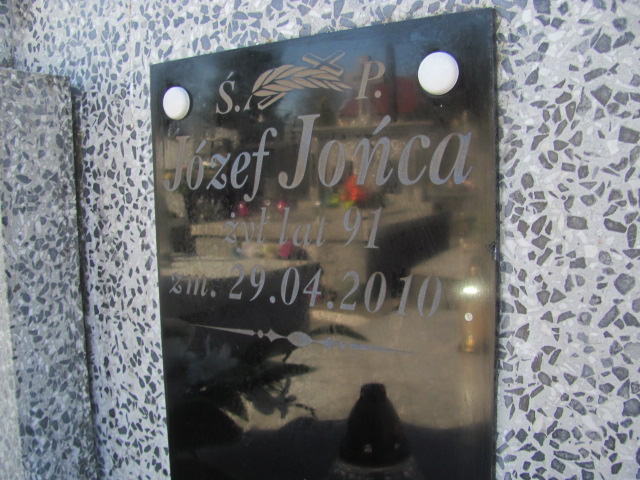 Ś. P.
Józef Jońca
żył lat 91
zm. 29.04.2010